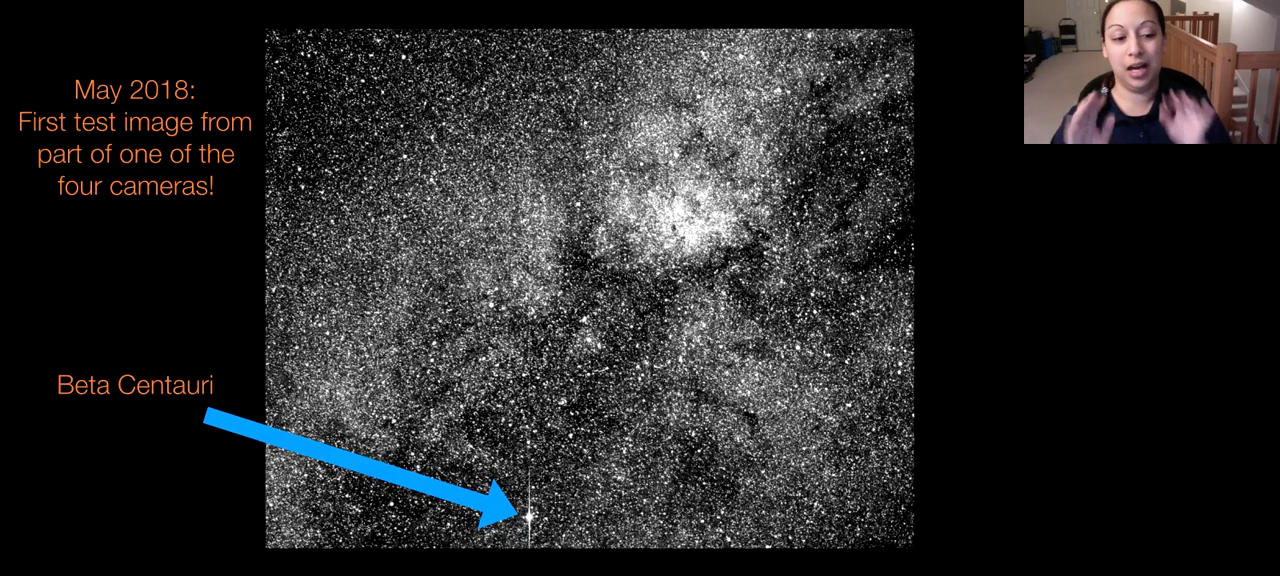 May 2018:
First test image from
part of one of the
four cameras!
Beta Centauri